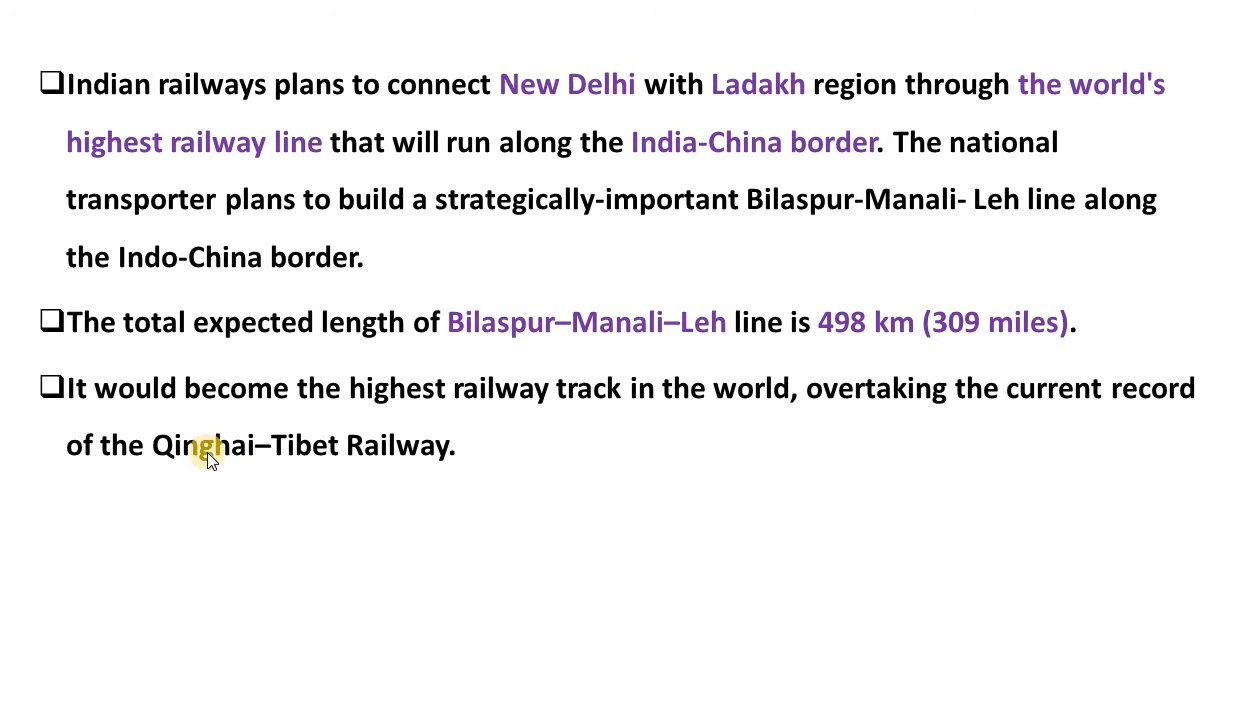 ❑Indian railways plans to connect New Delhi with Ladakh region through the world's
highest railway line that will run along the India-China border. The national
transporter plans to build a strategically-important Bilaspur-Manali- Leh line along
the Indo-China border.
❑The total expected length of Bilaspur–Manali–Leh line is 498 km (309 miles).
❑It would become the highest railway track in the world, overtaking the current record
of the Qinghai–Tibet Railway.